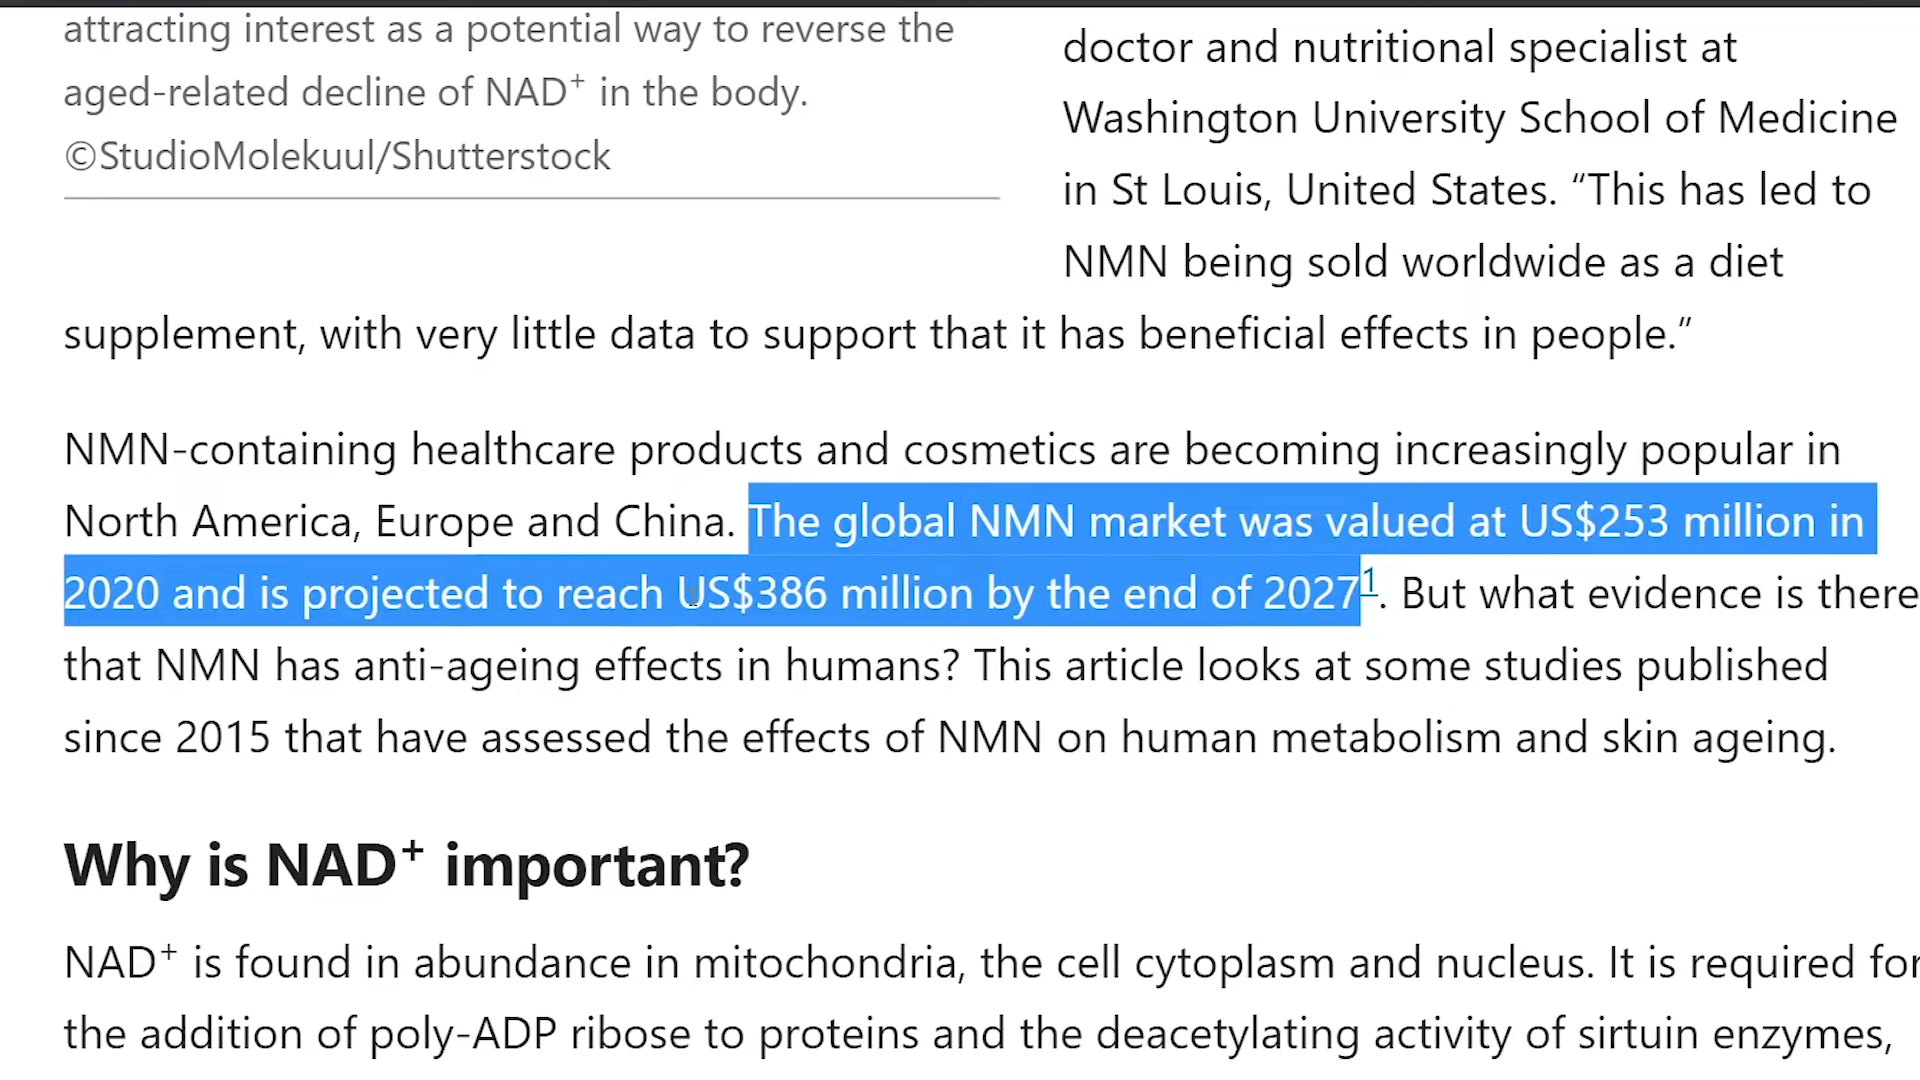 attracting interest as a potential way to reverse the
aged-related decline of NAD⁺ in the body.
©StudioMolekuul/Shutterstock
doctor and nutritional specialist at
Washington University School of Medicine
in St Louis, United States. “This has led to
NMN being sold worldwide as a diet
supplement, with very little data to support that it has beneficial effects in people.”
NMN-containing healthcare products and cosmetics are becoming increasingly popular in
North America, Europe and China. The global NMN market was valued at US$253 million in
2020 and is projected to reach US$386 million by the end of 2027¹. But what evidence is there
that NMN has anti-ageing effects in humans? This article looks at some studies published
since 2015 that have assessed the effects of NMN on human metabolism and skin ageing.
Why is NAD⁺ important?
NAD⁺ is found in abundance in mitochondria, the cell cytoplasm and nucleus. It is required for
the addition of poly-ADP ribose to proteins and the deacetylating activity of sirtuin enzymes,